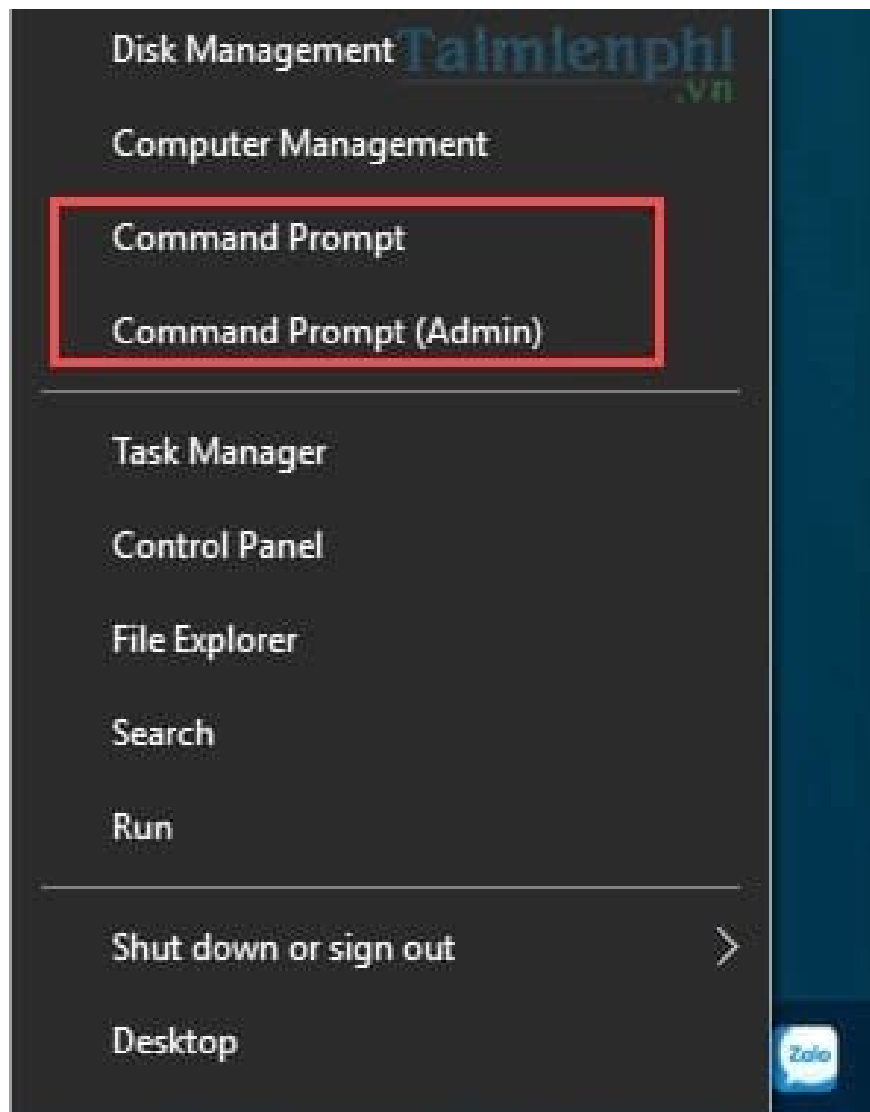 Disk Management
Taimienphi
.vn
Computer Management
Command Prompt
Command Prompt (Admin)
Task Manager
Control Panel
File Explorer
Search
Run
Shut down or sign out
Desktop
Zalo